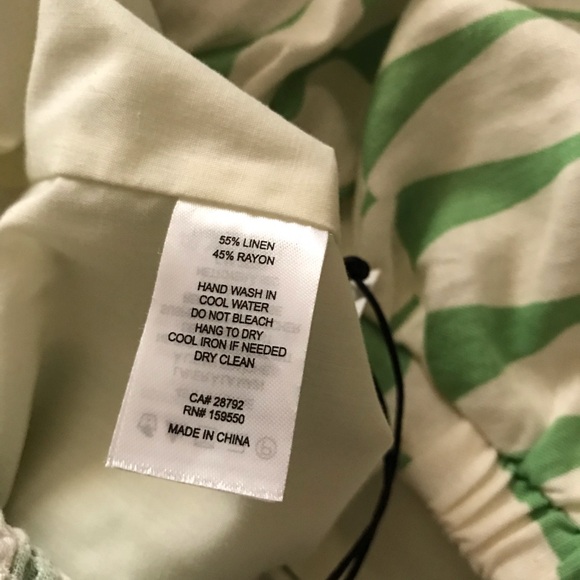 55% LINEN
45% RAYON
HAND WASH IN
COOL WATER
DO NOT BLEACH
HANG TO DRY
COOL IRON IF NEEDED
DRY CLEAN
CA# 28792
RN# 159550
MADE IN CHINA